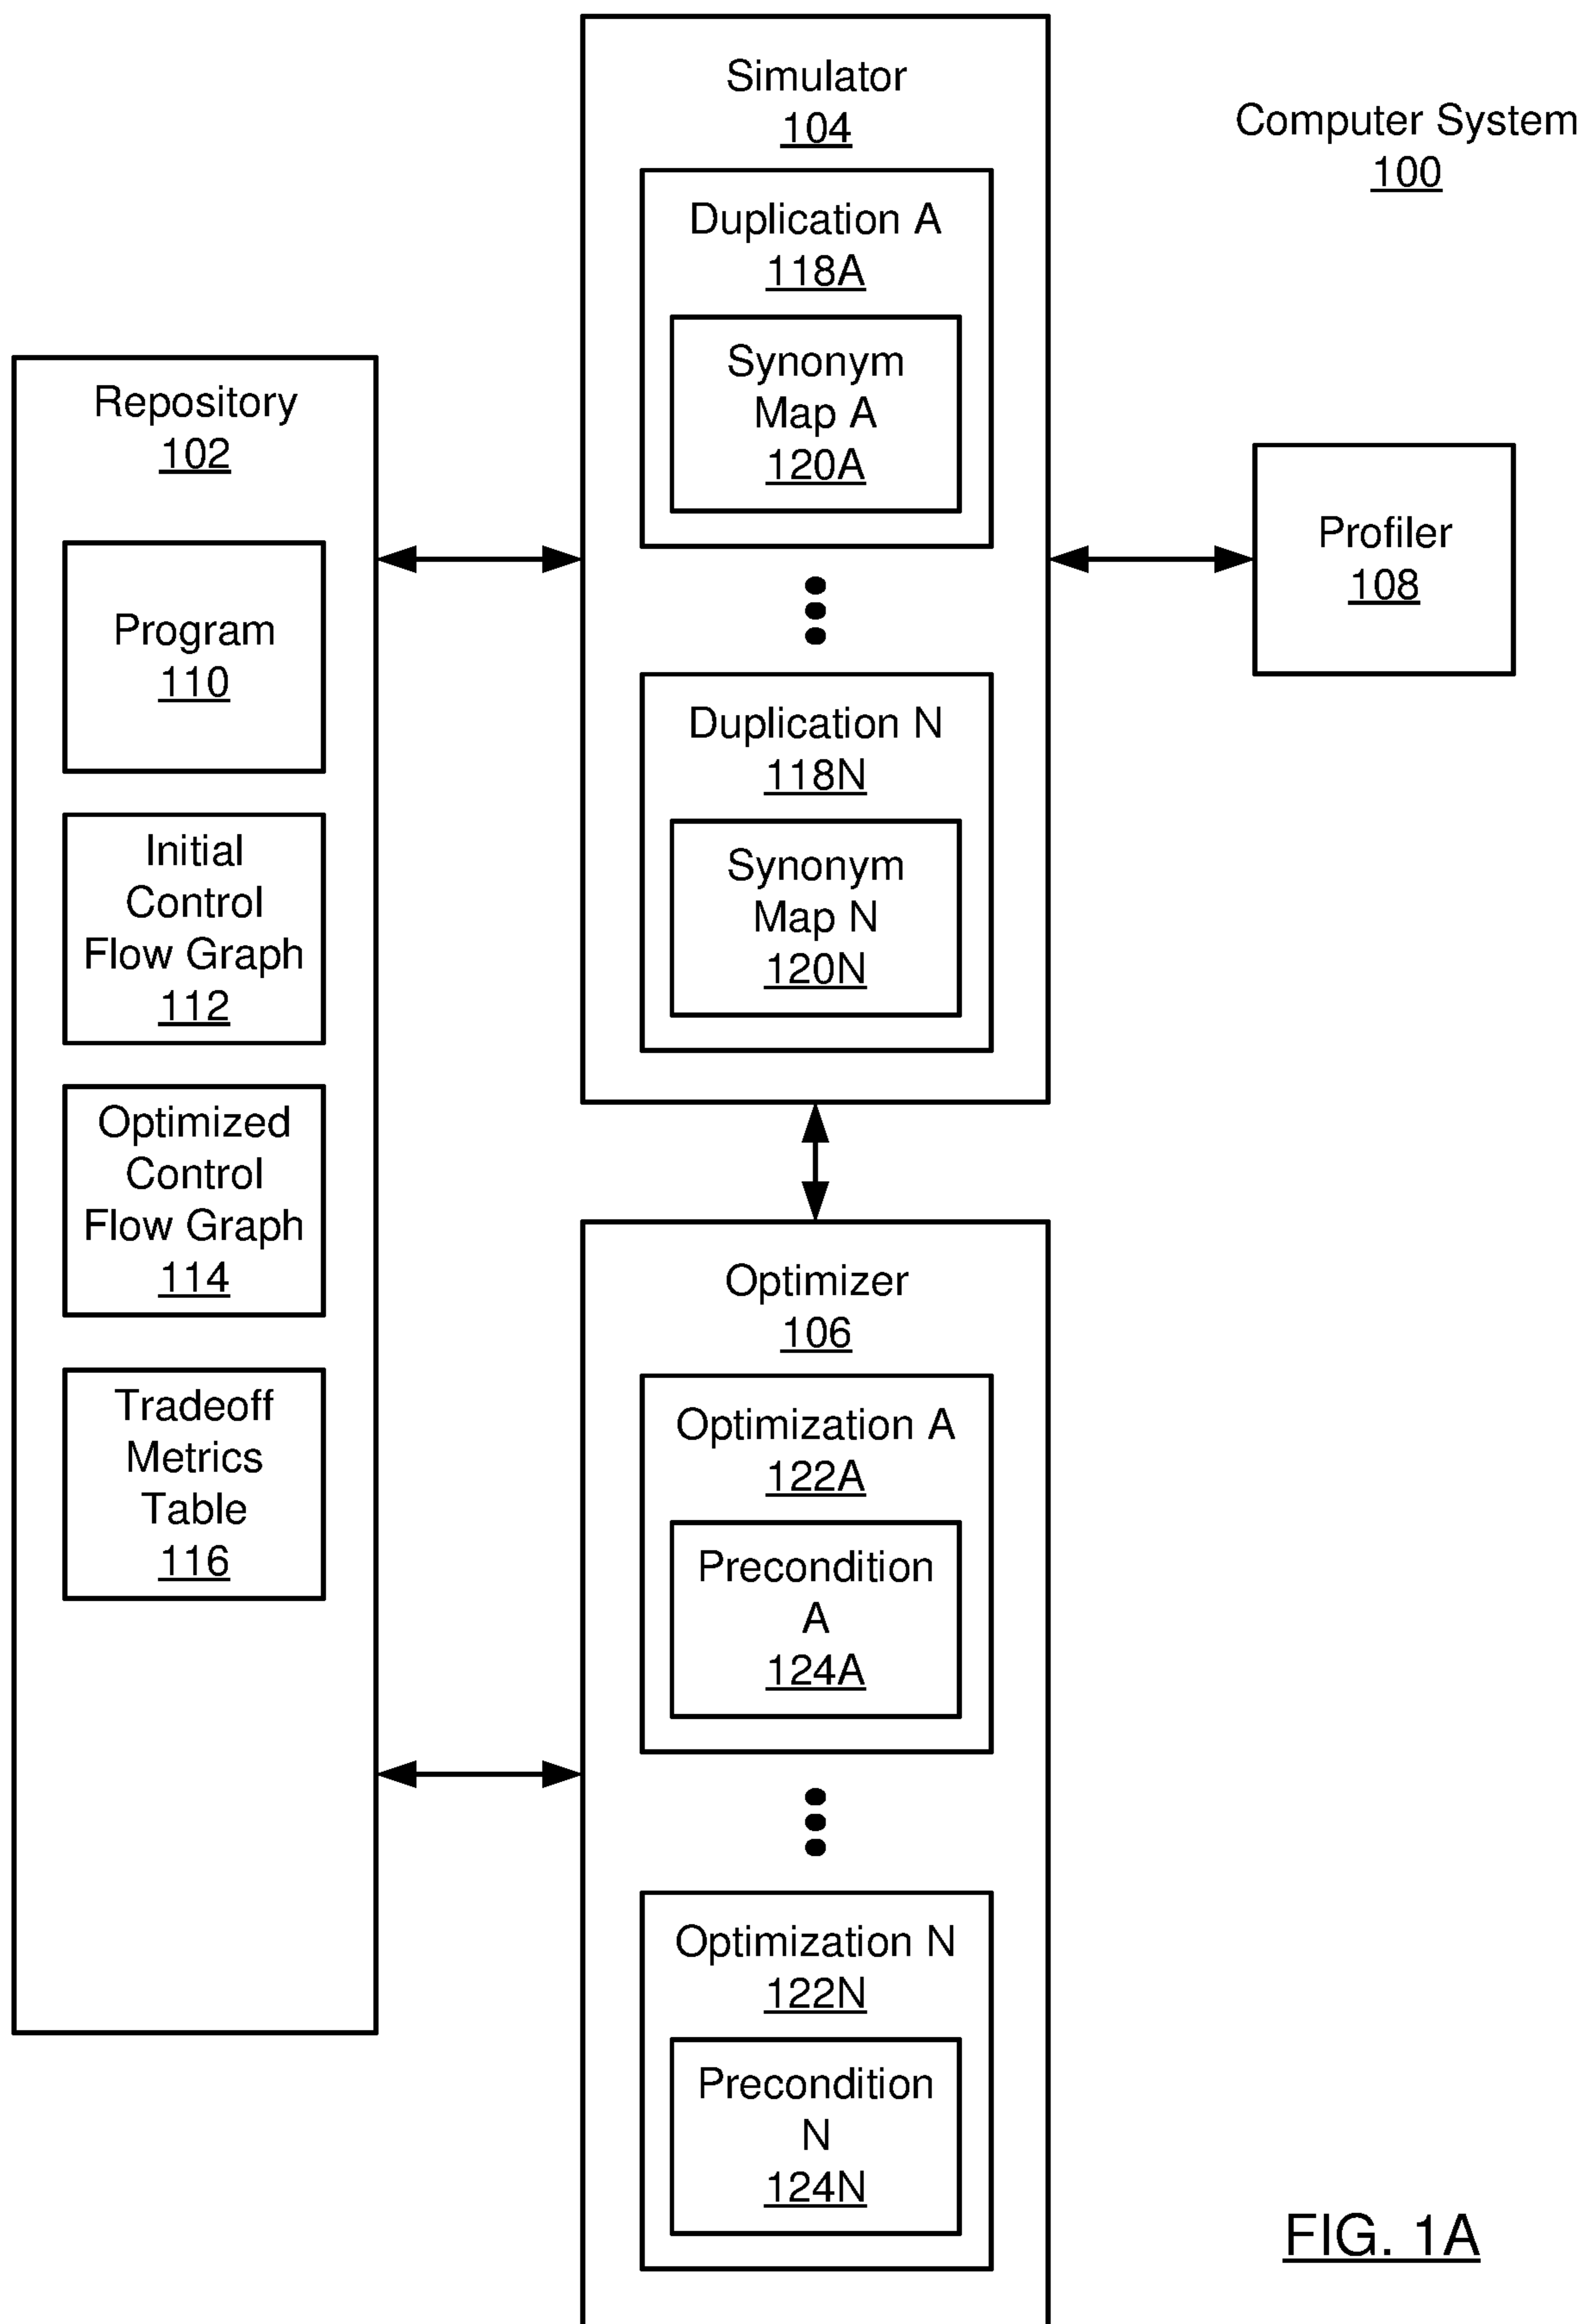 Computer System
100
Repository
102
Program
110
Initial
Control
Flow Graph
112
Optimized
Control
Flow Graph
114
Tradeoff
Metrics
Table
116
Simulator
104
Duplication A
118A
Synonym
Map A
120A
Duplication N
118N
Synonym
Map N
120N
Profiler
108
Optimizer
106
Optimization A
122A
Precondition
A
124A
Optimization N
122N
Precondition
N
124N
FIG. 1A